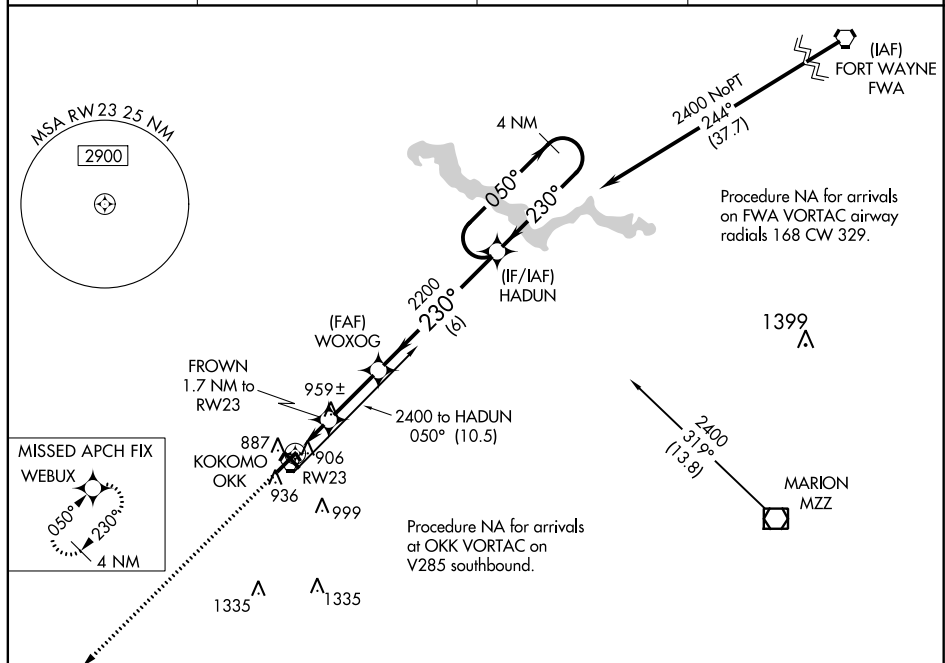 (IAF)
FORT WAYNE
FWA
2400 NoPT
244°
(37.7)
MSA RW23 25 NM
2900
4 NM
050°
230°
Procedure NA for arrivals
on FWA VORTAC airway
radials 168 CW 329.
(IF/IAF)
HADUN
2200
230°
(6)
(FAF)
WOXOG
1399
FROWN
1.7 NM to
RW23
959±
2400 to HADUN
050° (10.5)
2400
319°
(13.8)
MARION
MZZ
887
KOKOMO
OKK
906
RW23
936
999
MISSED APCH FIX
WEBUX
050°
230°
4 NM
Procedure NA for arrivals
at OKK VORTAC on
V285 southbound.
1335
1335